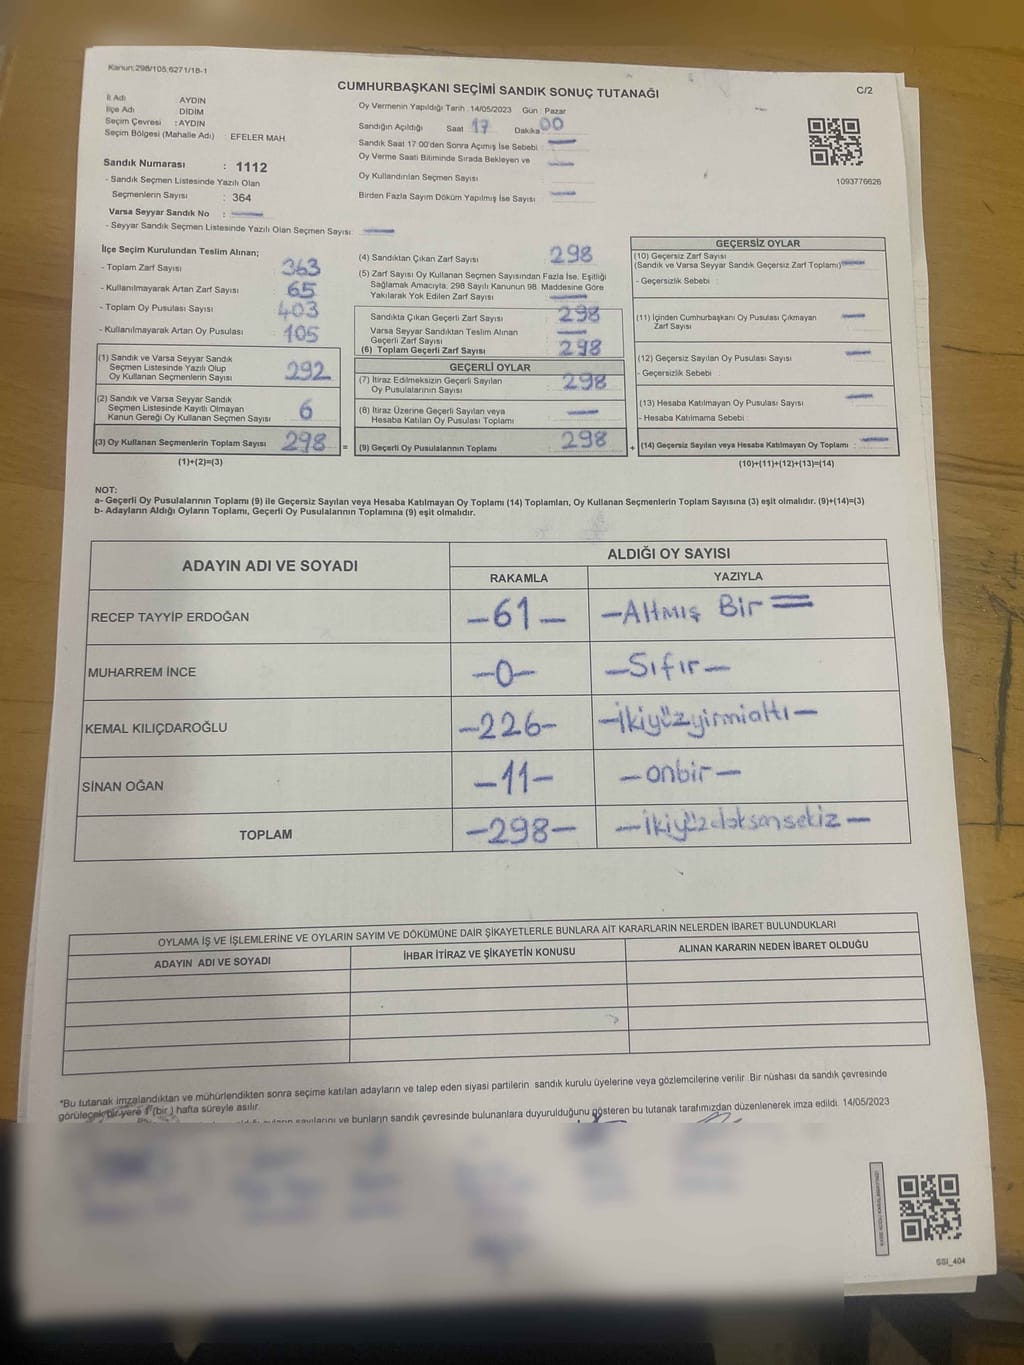 Kanun:298/105;6271/18-1
CUMHURBAŞKANI SEÇİMİ SANDIK SONUÇ TUTANAĞI
C/2
İl Adı AYDIN
İlçe Adı DİDİM
Seçim Çevresi : AYDIN
Seçim Bölgesi (Mahalle Adı) : EFELER MAH
Sandık Numarası : 1112
- Sandık Seçmen Listesinde Yazılı Olan
Seçmenlerin Sayısı : 364
Varsa Seyyar Sandık No :
- Seyyar Sandık Seçmen Listesinde Yazılı Olan Seçmen Sayısı:
Oy Vermenin Yapıldığı Tarih :14/05/2023 Gün : Pazar
Sandığın Açıldığı Saat 17 Dakika 00
Sandık Saat 17:00'den Sonra Açımış İse Sebebi :
Oy Verme Saati Bitiminde Sırada Bekleyen ve
Oy Kullandırılan Seçmen Sayısı
Birden Fazla Sayım Döküm Yapılmış İse Sayısı
1093776626
İlçe Seçim Kurulundan Teslim Alınan;
- Toplam Zarf Sayısı : 363
- Kullanılmayarak Artan Zarf Sayısı : 65
- Toplam Oy Pusulası Sayısı : 403
- Kullanılmayarak Artan Oy Pusulası : 105
(1) Sandık ve Varsa Seyyar Sandık
Seçmen Listesinde Yazılı Olup
Oy Kullanan Seçmenlerin Sayısı : 292
(2) Sandık ve Varsa Seyyar Sandık
Seçmen Listesinde Kayıtlı Olmayan
Kanun Gereği Oy Kullanan Seçmen Sayısı : 6
(3) Oy Kullanan Seçmenlerin Toplam Sayısı : 298 =
(1)+(2)=(3)
(4) Sandıktan Çıkan Zarf Sayısı : 298
(5) Zarf Sayısı Oy Kullanan Seçmen Sayısından Fazla İse, Eşitliği
Sağlamak Amacıyla, 298 Sayılı Kanunun 98. Maddesine Göre
Yakılarak Yok Edilen Zarf Sayısı :
Sandıkta Çıkan Geçerli Zarf Sayısı : 298
Varsa Seyyar Sandıktan Teslim Alınan
Geçerli Zarf Sayısı :
(6) Toplam Geçerli Zarf Sayısı : 298
GEÇERLİ OYLAR
(7) İtiraz Edilmeksizin Geçerli Sayılan
Oy Pusulalarının Sayısı : 298
(8) İtiraz Üzerine Geçerli Sayılan veya
Hesaba Katılan Oy Pusulaları Toplamı :
(9) Geçerli Oy Pusulalarının Toplamı : 298 +
GEÇERSİZ OYLAR
(10) Geçersiz Zarf Sayısı
(Sandık ve Varsa Seyyar Sandık Geçersiz Zarf Toplamı)
- Geçersizlik Sebebi :
(11) İçinden Cumhurbaşkanı Oy Pusulası Çıkmayan
Zarf Sayısı
(12) Geçersiz Sayılan Oy Pusulası Sayısı :
- Geçersizlik Sebebi :
(13) Hesaba Katılmayan Oy Pusulası Sayısı :
- Hesaba Katılmama Sebebi :
(14) Geçersiz Sayılan veya Hesaba Katılmayan Oy Toplamı :
(10)+(11)+(12)+(13)=(14)
NOT:
a- Geçerli Oy Pusulalarının Toplamı (9) ile Geçersiz Sayılan veya Hesaba Katılmayan Oy Toplamı (14) Toplamları, Oy Kullanan Seçmenlerin Toplam Sayısına (3) eşit olmalıdır. (9)+(14)=(3)
b- Adayların Aldığı Oyların Toplamı, Geçerli Oy Pusulalarının Toplamına (9) eşit olmalıdır.
ADAYIN ADI VE SOYADI
ALDIĞI OY SAYISI
RAKAMLA YAZIYLA
RECEP TAYYİP ERDOĞAN -61- -Altmış Bir=
MUHARREM İNCE -0- -Sıfır-
KEMAL KILIÇDAROĞLU -226- -İkiyüzyirmialtı-
SİNAN OĞAN -11- -onbir-
TOPLAM -298- -İkiyüzdoksansekiz-
OYLAMA İŞ VE İŞLEMLERİNE VE OYLARIN SAYIM VE DÖKÜMÜNE DAİR ŞİKAYETLERLE BUNLARA AİT KARARLARIN NELERDEN İBARET BULUNDUKLARI
ADAYIN ADI VE SOYADI İHBAR İTİRAZ VE ŞİKAYETİN KONUSU ALINAN KARARIN NEDEN İBARET OLDUĞU
*Bu tutanak imzalandıktan ve mühürlendikten sonra seçime katılan adayların ve talep eden siyasi partilerin sandık kurulu üyelerine veya gözlemcilerine verilir. Bir nüshası da sandık çevresinde
görülecek bir yere 1 (bir) hafta süreyle asılır.
sayılarını ve bunların sandık çevresinde bulunanlara duyurulduğunu gösteren bu tutanak tarafımızdan düzenlenerek imza edildi. 14/05/2023
SSI_404